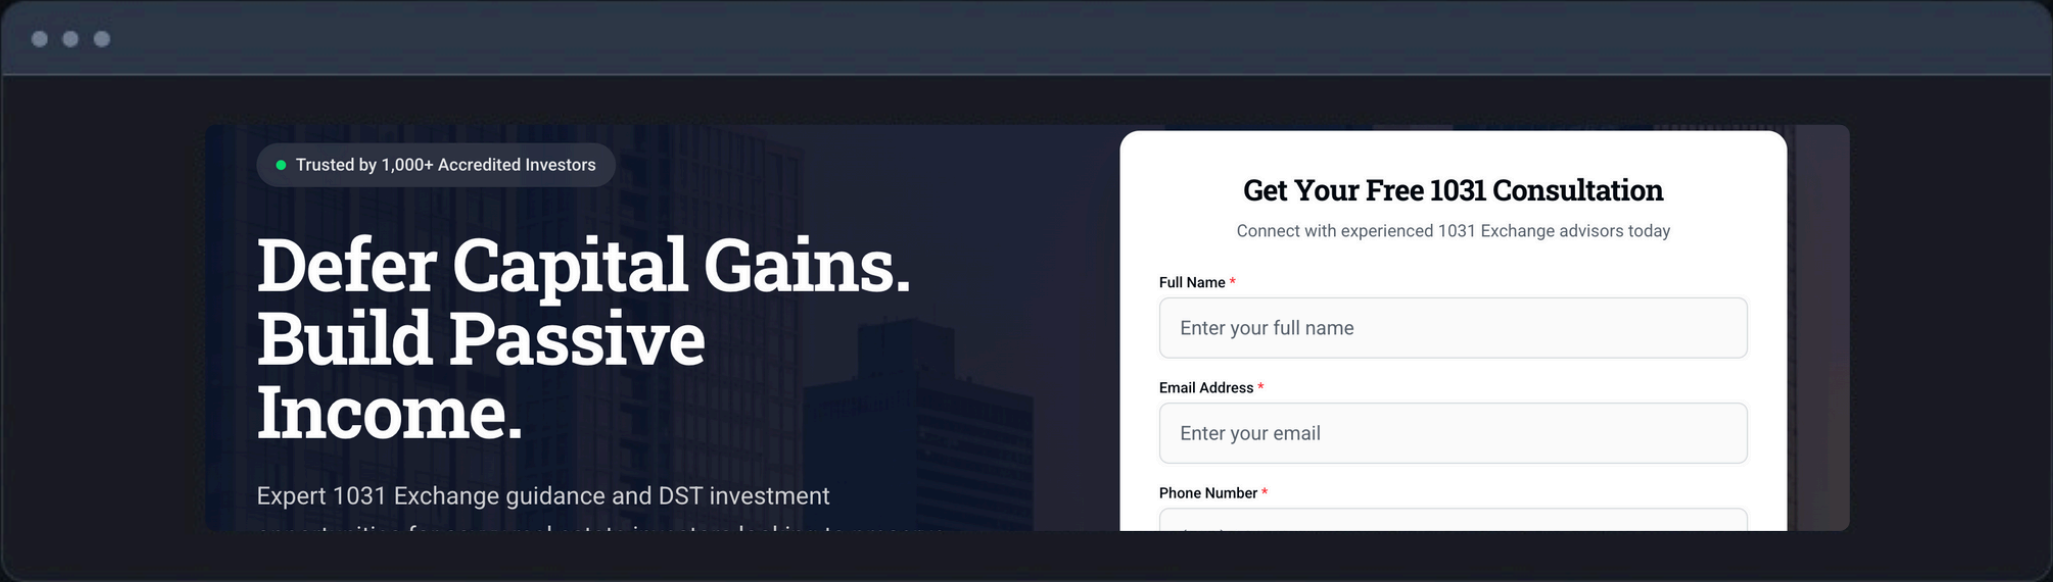 Trusted by 1,000+ Accredited Investors
Defer Capital Gains.
Build Passive
Income.
Expert 1031 Exchange guidance and DST investment
Get Your Free 1031 Consultation
Connect with experienced 1031 Exchange advisors today
Full Name *
Enter your full name
Email Address *
Enter your email
Phone Number *